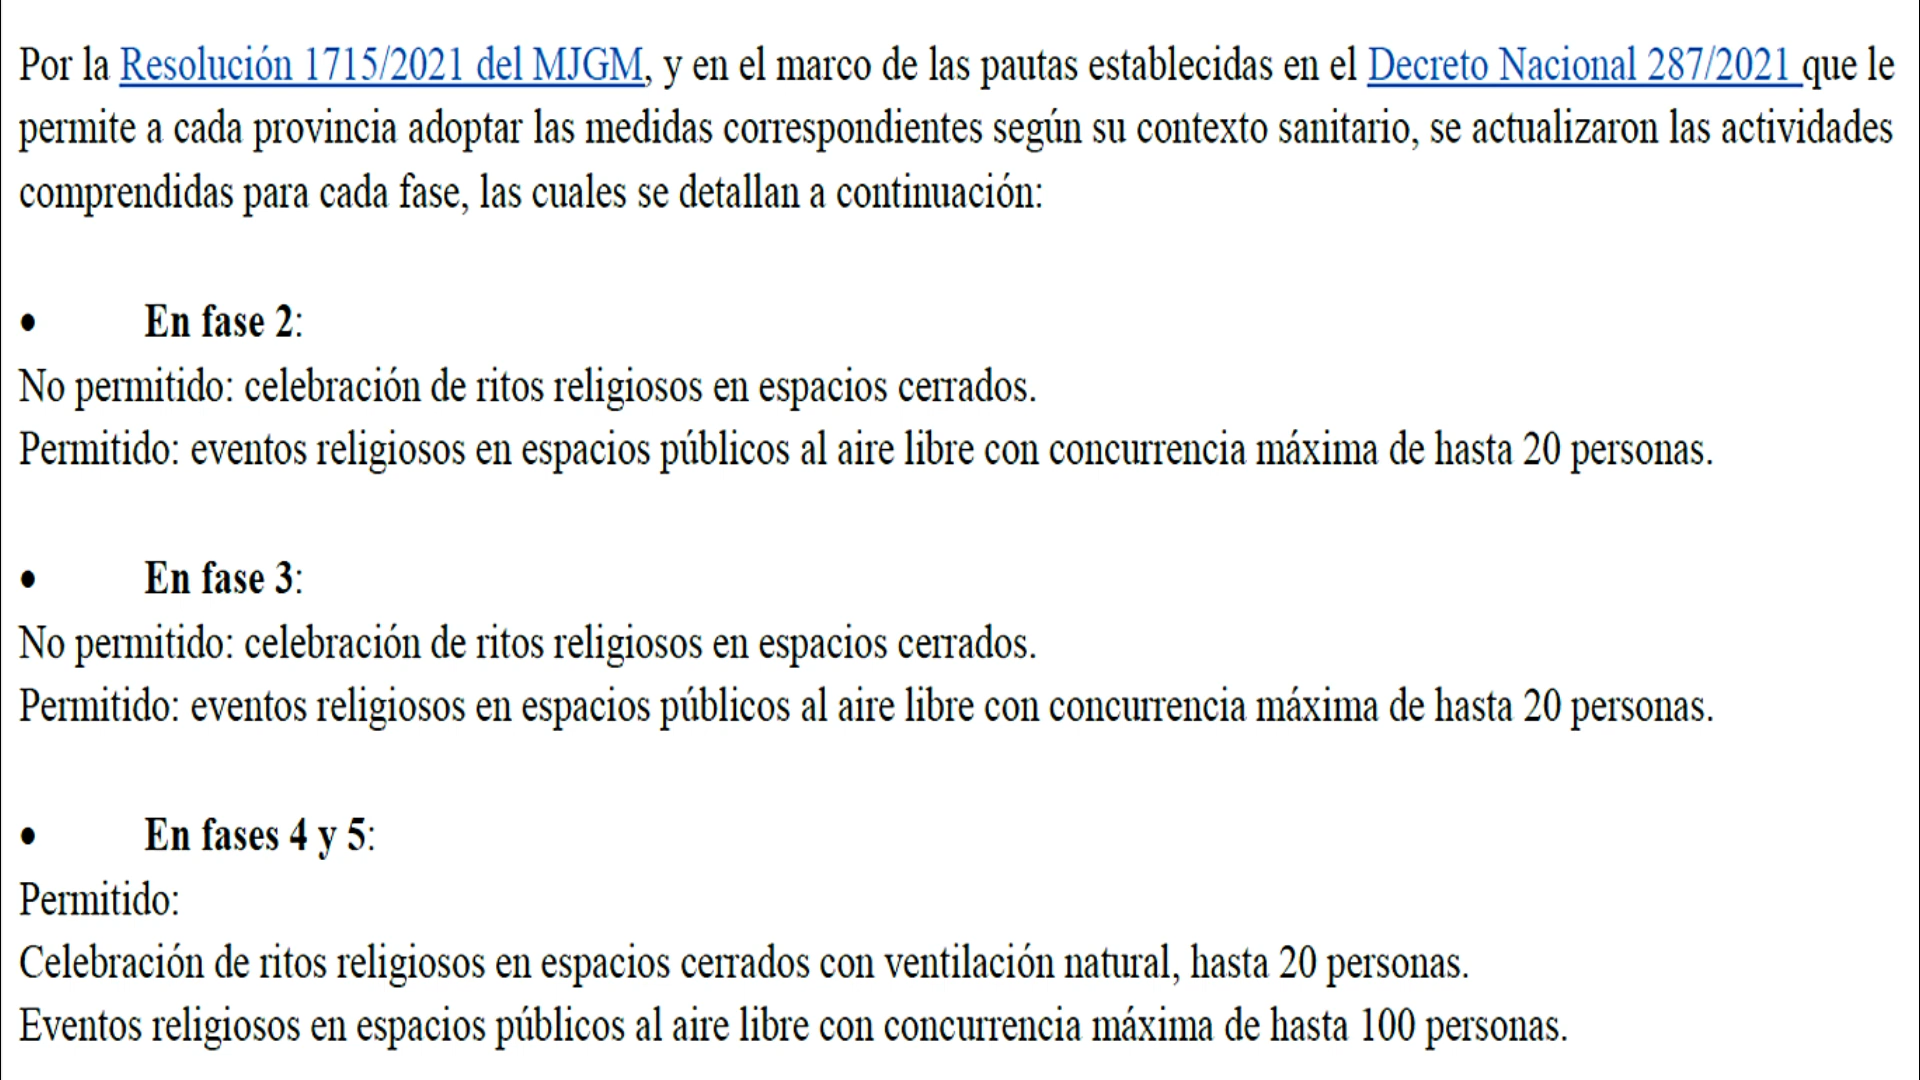 Por la Resolución 1715/2021 del MJGM, y en el marco de las pautas establecidas en el Decreto Nacional 287/2021 que le
permite a cada provincia adoptar las medidas correspondientes según su contexto sanitario, se actualizaron las actividades
comprendidas para cada fase, las cuales se detallan a continuación:
• En fase 2:
No permitido: celebración de ritos religiosos en espacios cerrados.
Permitido: eventos religiosos en espacios públicos al aire libre con concurrencia máxima de hasta 20 personas.
• En fase 3:
No permitido: celebración de ritos religiosos en espacios cerrados.
Permitido: eventos religiosos en espacios públicos al aire libre con concurrencia máxima de hasta 20 personas.
• En fases 4 y 5:
Permitido:
Celebración de ritos religiosos en espacios cerrados con ventilación natural, hasta 20 personas.
Eventos religiosos en espacios públicos al aire libre con concurrencia máxima de hasta 100 personas.